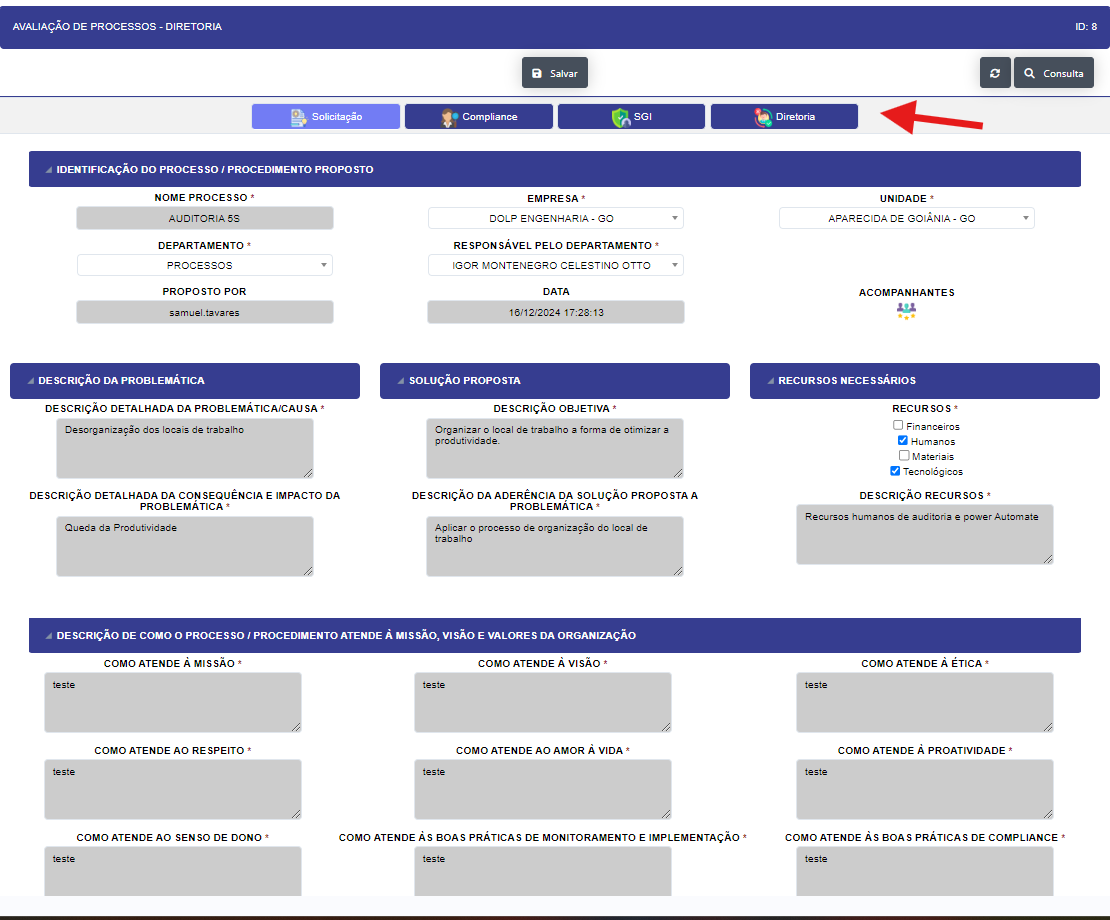 AVALIAÇÃO DE PROCESSOS - DIRETORIA
ID: 8
Salvar
Consulta
Solicitação
Compliance
SGI
Diretoria
IDENTIFICAÇÃO DO PROCESSO / PROCEDIMENTO PROPOSTO
NOME PROCESSO *
EMPRESA *
UNIDADE *
AUDITORIA 5S
DOLP ENGENHARIA - GO
APARECIDA DE GOIÂNIA - GO
DEPARTAMENTO *
RESPONSÁVEL PELO DEPARTAMENTO *
PROCESSOS
IGOR MONTENEGRO CELESTINO OTTO
PROPOSTO POR
DATA
ACOMPANHANTES
samuel.tavares
16/12/2024 17:28:13
DESCRIÇÃO DA PROBLEMÁTICA
DESCRIÇÃO DETALHADA DA PROBLEMÁTICA/CAUSA *
Desorganização dos locais de trabalho
DESCRIÇÃO DETALHADA DA CONSEQUÊNCIA E IMPACTO DA
PROBLEMÁTICA *
Queda da Produtividade
SOLUÇÃO PROPOSTA
DESCRIÇÃO OBJETIVA *
Organizar o local de trabalho a forma de otimizar a
produtividade.
DESCRIÇÃO DA ADERÊNCIA DA SOLUÇÃO PROPOSTA A
PROBLEMÁTICA *
Aplicar o processo de organização do local de
trabalho
RECURSOS NECESSÁRIOS
RECURSOS *
Financeiros
Humanos
Materiais
Tecnológicos
DESCRIÇÃO RECURSOS *
Recursos humanos de auditoria e power Automate
DESCRIÇÃO DE COMO O PROCESSO / PROCEDIMENTO ATENDE À MISSÃO, VISÃO E VALORES DA ORGANIZAÇÃO
COMO ATENDE À MISSÃO *
COMO ATENDE À VISÃO *
COMO ATENDE À ÉTICA *
teste
teste
teste
COMO ATENDE AO RESPEITO *
COMO ATENDE AO AMOR À VIDA *
COMO ATENDE À PROATIVIDADE *
teste
teste
teste
COMO ATENDE AO SENSO DE DONO *
COMO ATENDE ÀS BOAS PRÁTICAS DE MONITORAMENTO E IMPLEMENTAÇÃO *
COMO ATENDE ÀS BOAS PRÁTICAS DE COMPLIANCE *
teste
teste
teste